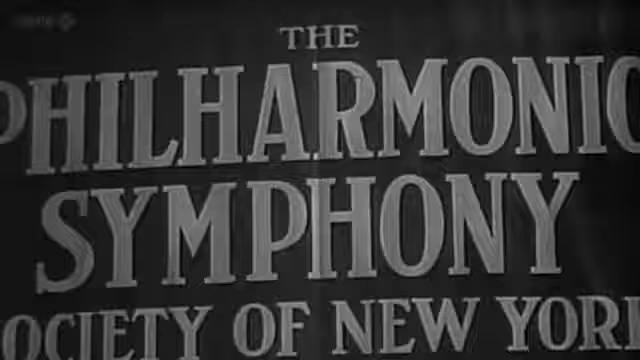 THE
PHILHARMONIC
SYMPHONY
SOCIETY OF NEW YORK